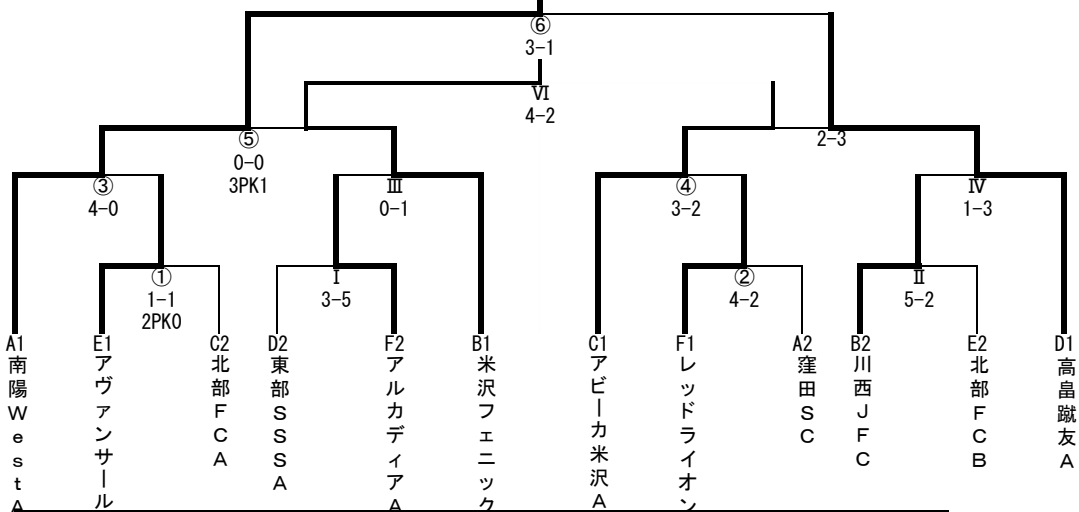 ⑥
3-1
Ⅵ
4-2
⑤
0-0
3PK1
2-3
③
4-0
Ⅲ
0-1
④
3-2
Ⅳ
1-3
①
1-1
2PK0
Ⅰ
3-5
②
4-2
Ⅱ
5-2
A1
南陽WestA
E1
アヴァンサール
C2
北部FCA
D2
東部SSSA
F2
アルカディアA
B1
米沢フェニック
C1
アビーカ米沢A
F1
レッドライオン
A2
窪田SC
B2
川西JFC
E2
北部FCB
D1
高畠蹴友A